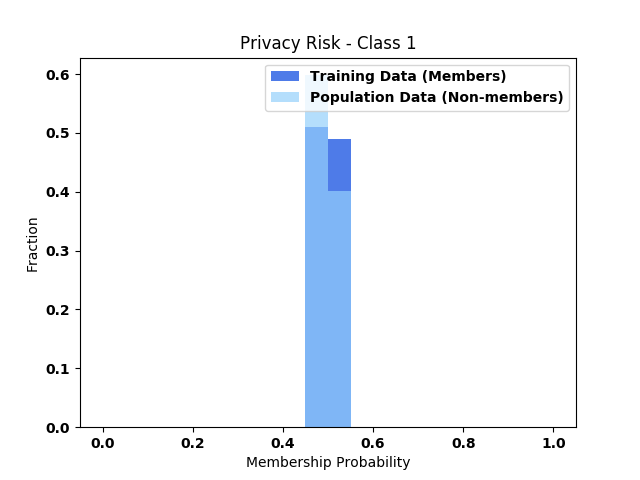 Privacy Risk - Class 1
Training Data (Members)
Population Data (Non-members)
0.6
0.5
0.4
0.3
0.2
0.1
0.0
Fraction
0.0 0.2 0.4 0.6 0.8 1.0
Membership Probability